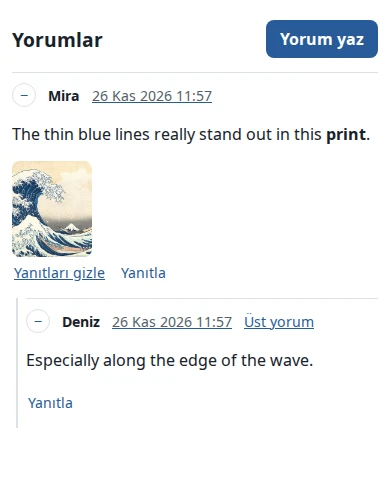 Yorumlar
Yorum yaz
Mira 26 Kas 2026 11:57
The thin blue lines really stand out in this print.
Yanıtları gizle Yanıtla
Deniz 26 Kas 2026 11:57 Üst yorum
Especially along the edge of the wave.
Yanıtla